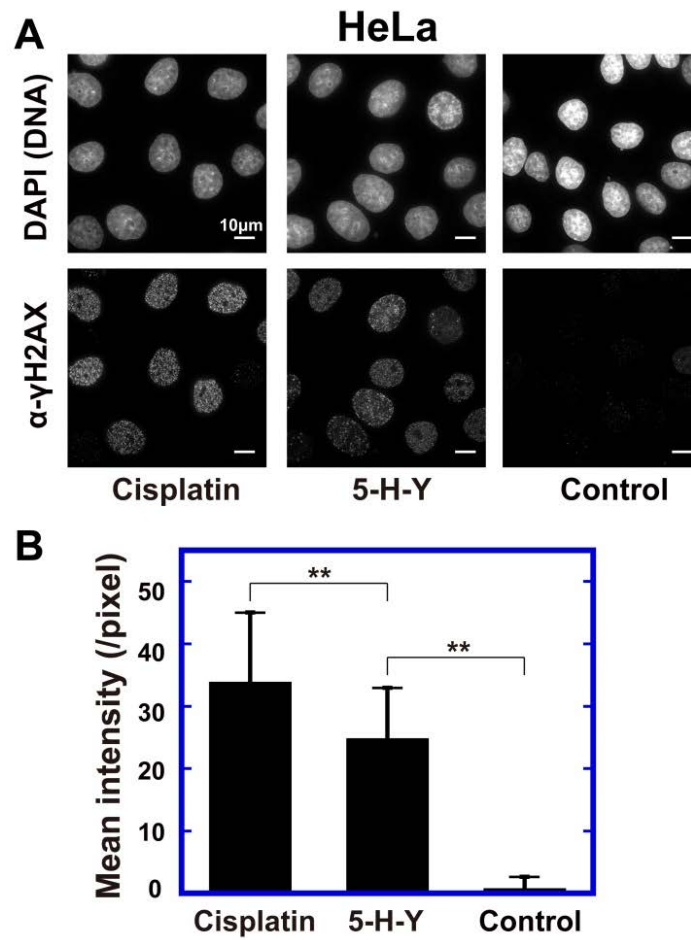 A
HeLa
DAPI (DNA)
10μm
α-γH2AX
Cisplatin
5-H-Y
Control
B
Mean intensity (/pixel)
50
40
30
20
10
0
**
**
Cisplatin
5-H-Y
Control